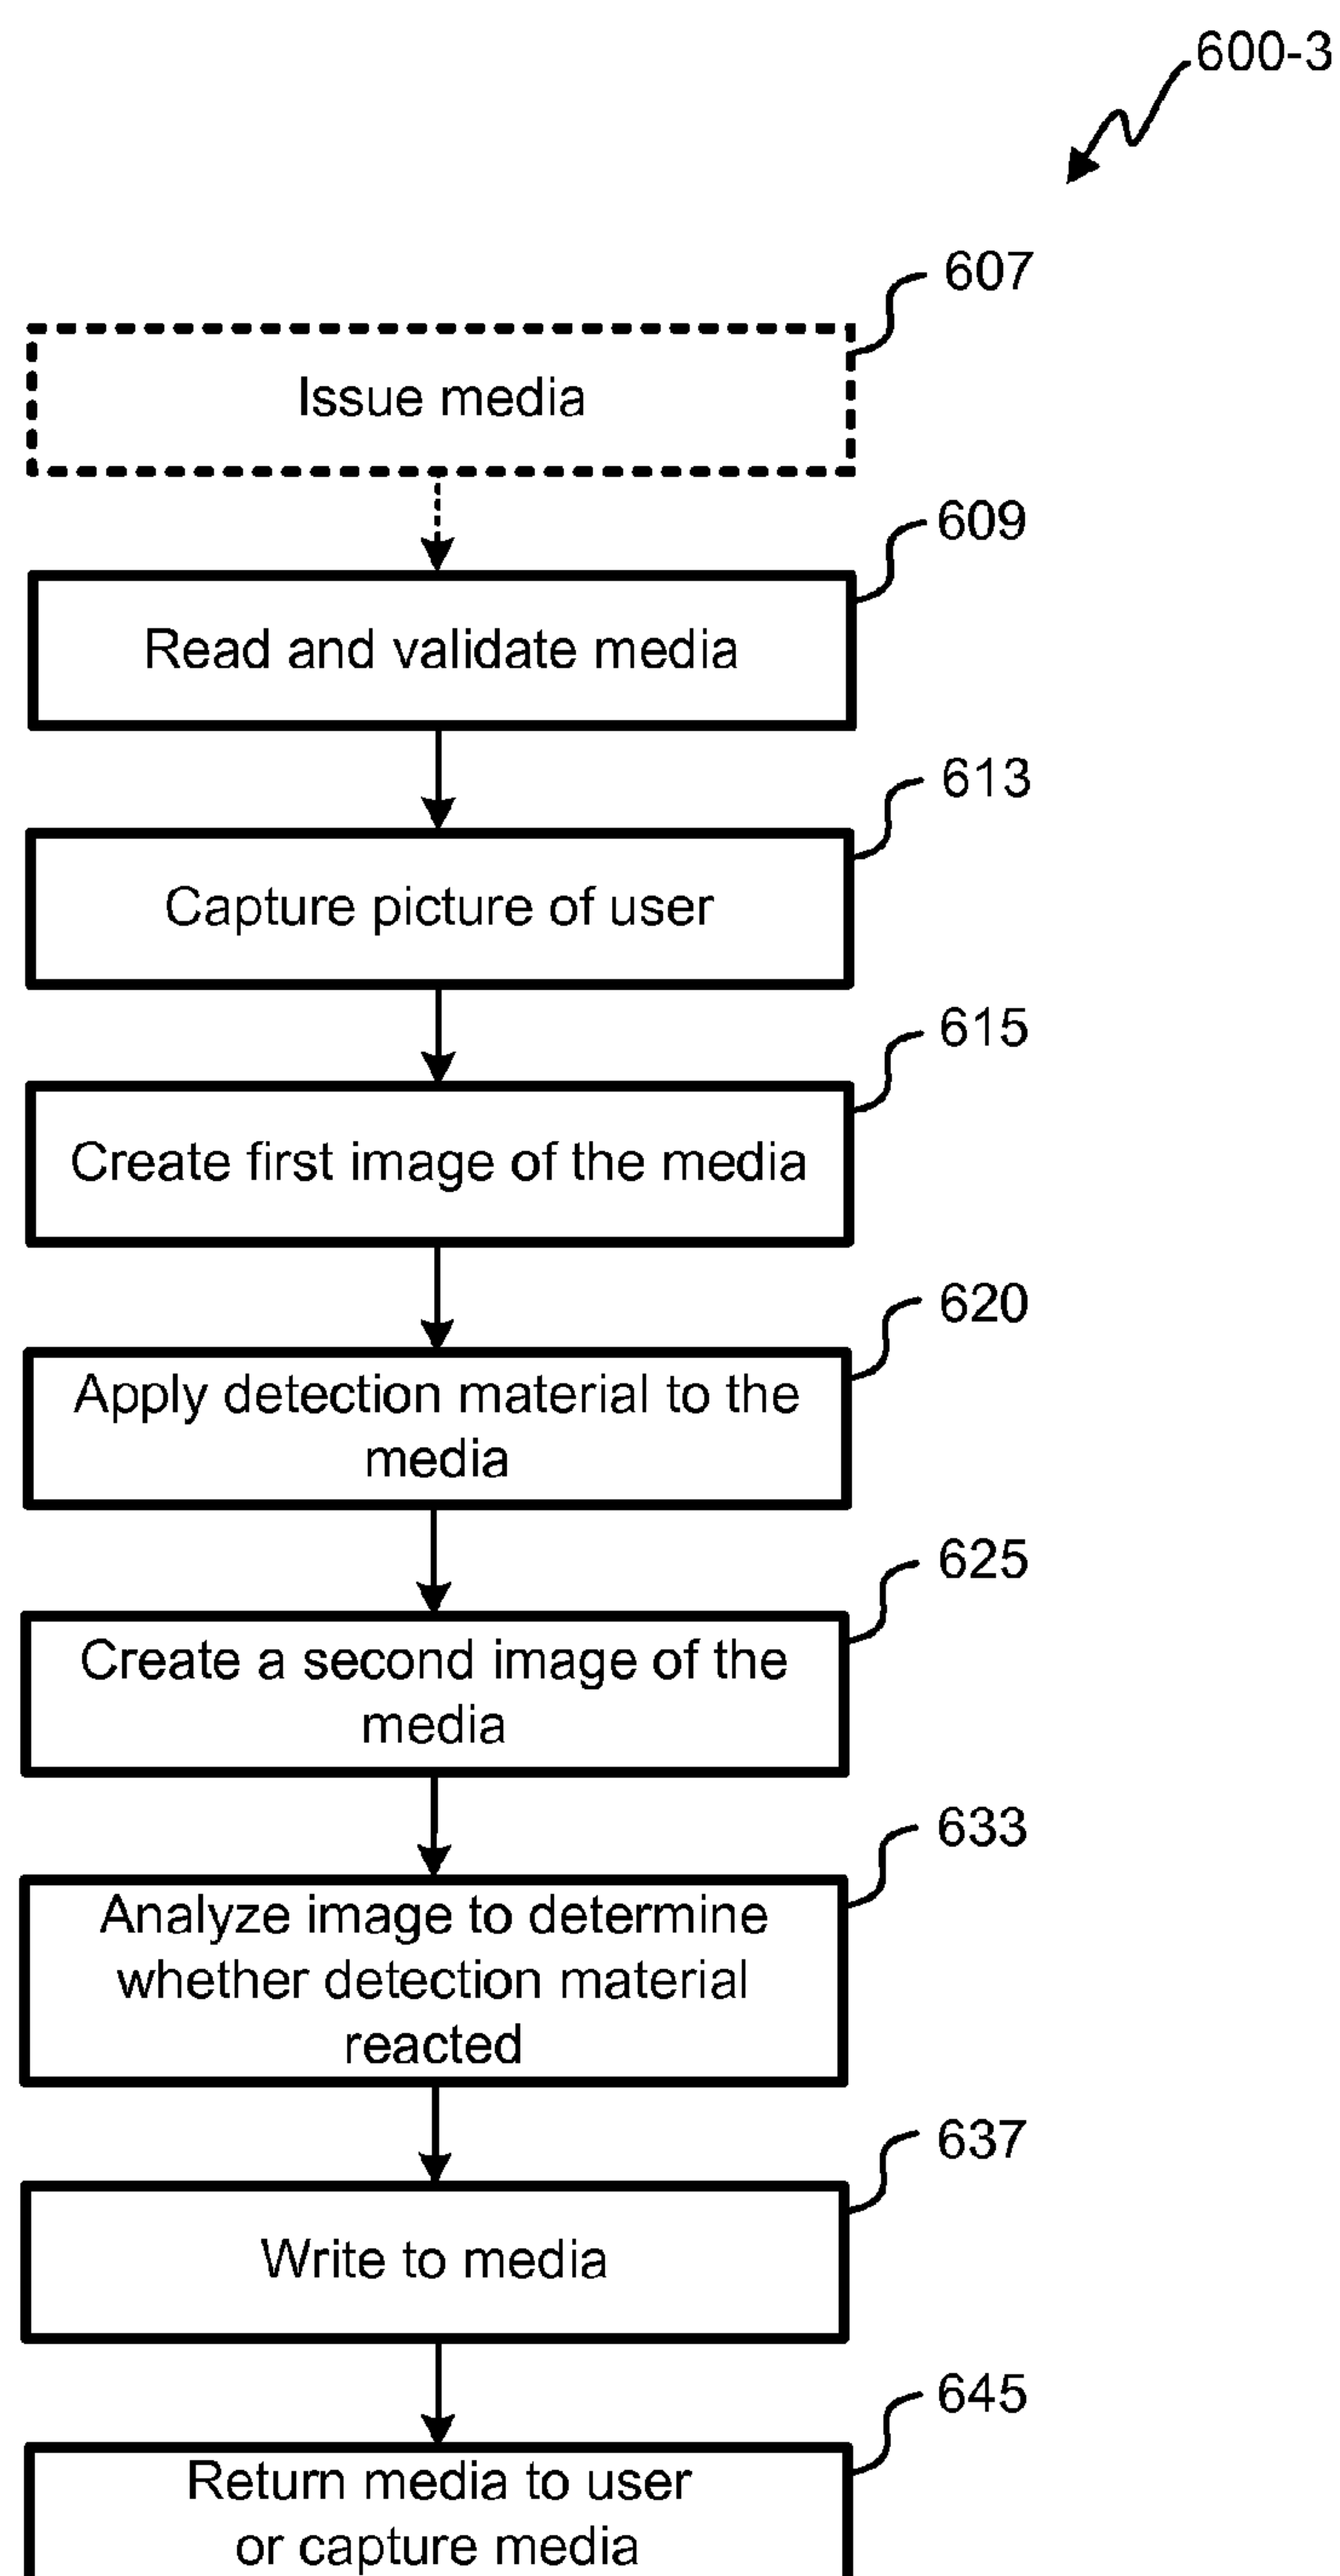 600-3
607
Issue media
609
Read and validate media
613
Capture picture of user
615
Create first image of the media
620
Apply detection material to the
media
625
Create a second image of the
media
633
Analyze image to determine
whether detection material
reacted
637
Write to media
645
Return media to user
or capture media